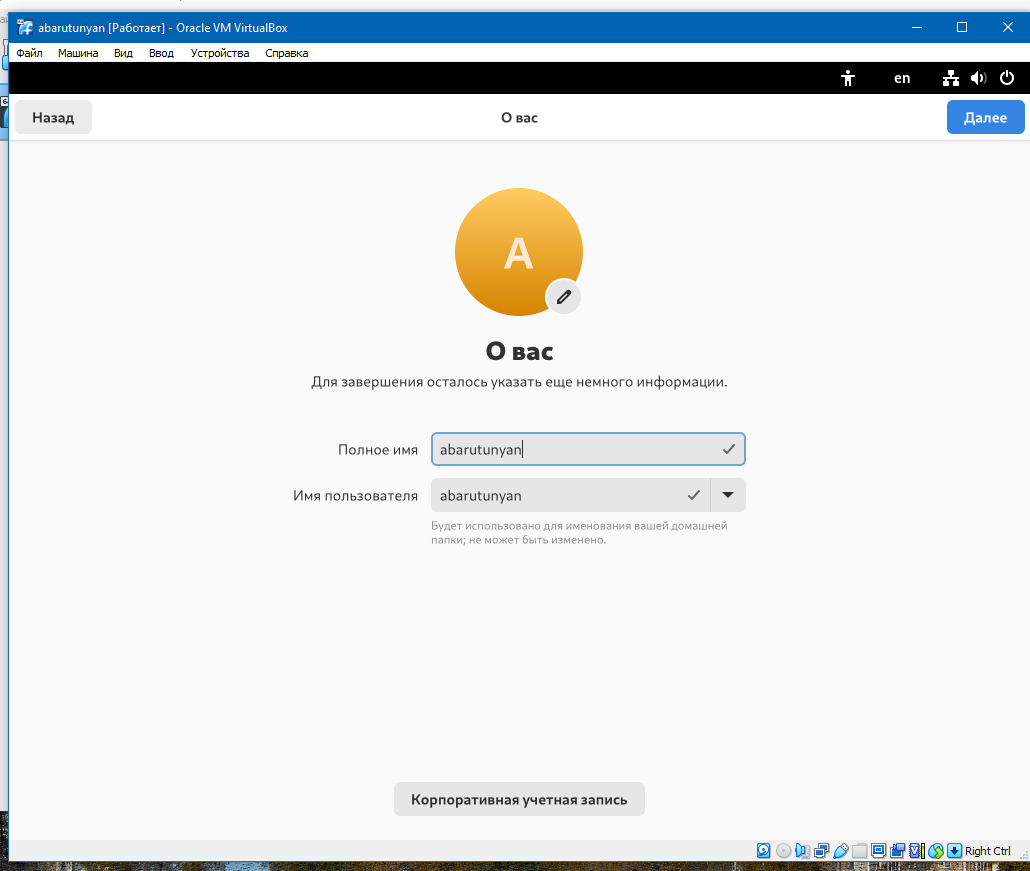 abarutunyan [Работает] - Oracle VM VirtualBox
Файл Машина Вид Ввод Устройства Справка
en
Назад О вас Далее
A
О вас
Для завершения осталось указать еще немного информации.
Полное имя abarutunyan
Имя пользователя abarutunyan
Будет использовано для именования вашей домашней
папки; не может быть изменено.
Корпоративная учетная запись
Right Ctrl